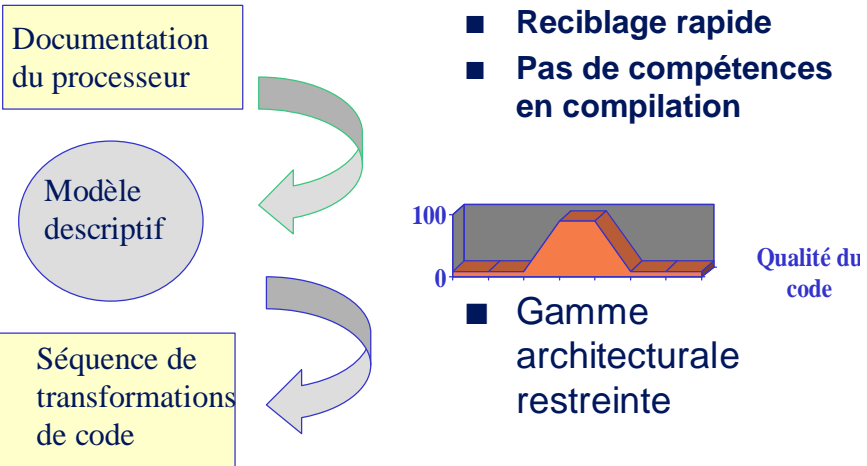 Documentation
du processeur
Modèle
descriptif
Séquence de
transformations
de code
■ Reciblage rapide
■ Pas de compétences
en compilation
100
0
Qualité du
code
■ Gamme
architecturale
restreinte